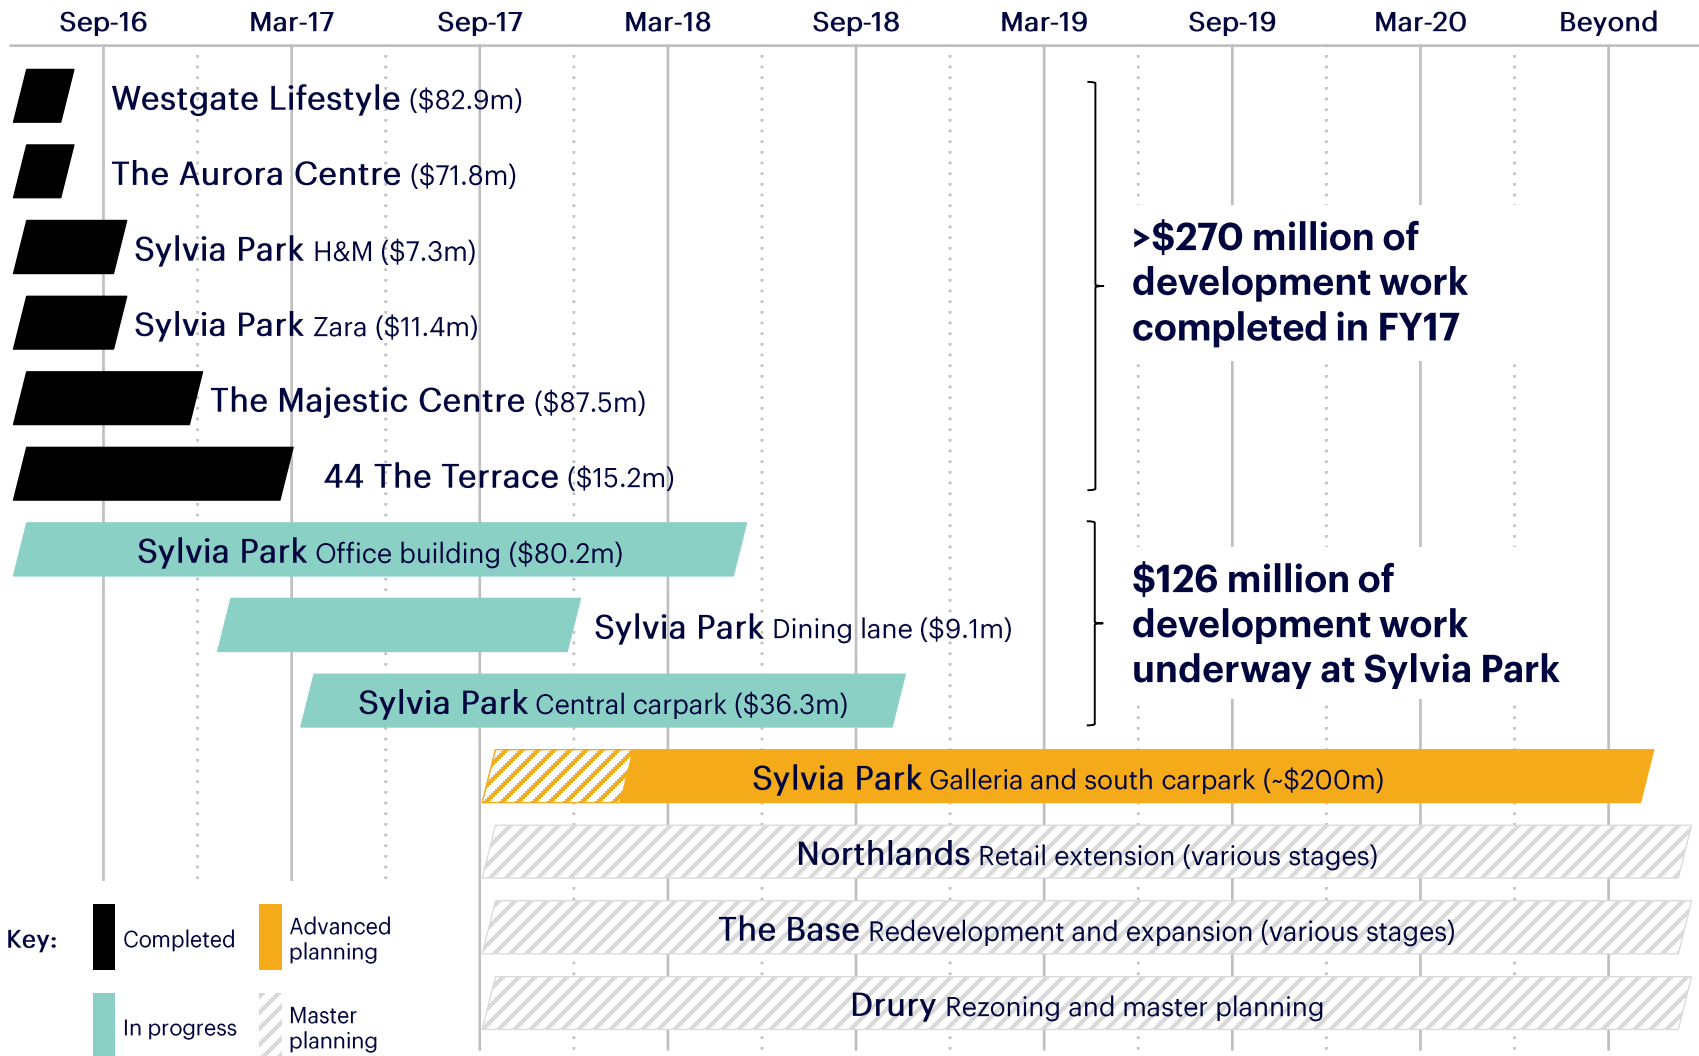 Sep-16 Mar-17 Sep-17 Mar-18 Sep-18 Mar-19 Sep-19 Mar-20 Beyond
Westgate Lifestyle ($82.9m)
The Aurora Centre ($71.8m)
Sylvia Park H&M ($7.3m)
Sylvia Park Zara ($11.4m)
The Majestic Centre ($87.5m)
44 The Terrace ($15.2m)
>$270 million of
development work
completed in FY17
Sylvia Park Office building ($80.2m)
Sylvia Park Dining lane ($9.1m)
Sylvia Park Central carpark ($36.3m)
$126 million of
development work
underway at Sylvia Park
Sylvia Park Galleria and south carpark (~$200m)
Northlands Retail extension (various stages)
The Base Redevelopment and expansion (various stages)
Drury Rezoning and master planning
Key:
Completed
Advanced
planning
In progress
Master
planning